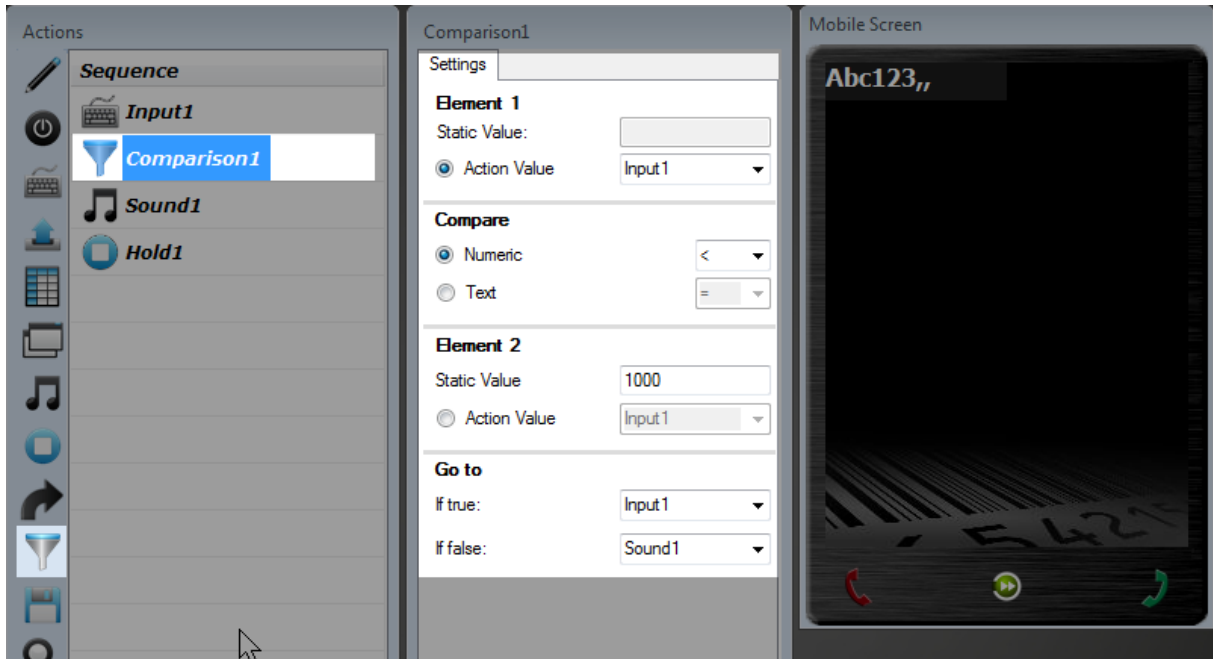 Actions
Sequence
Input1
Comparison1
Sound1
Hold1
Comparison1
Settings
Element 1
Static Value:
Action Value Input1
Compare
Numeric <
Text =
Element 2
Static Value 1000
Action Value Input1
Go to
If true: Input1
If false: Sound1
Mobile Screen
Abc123,,
5421